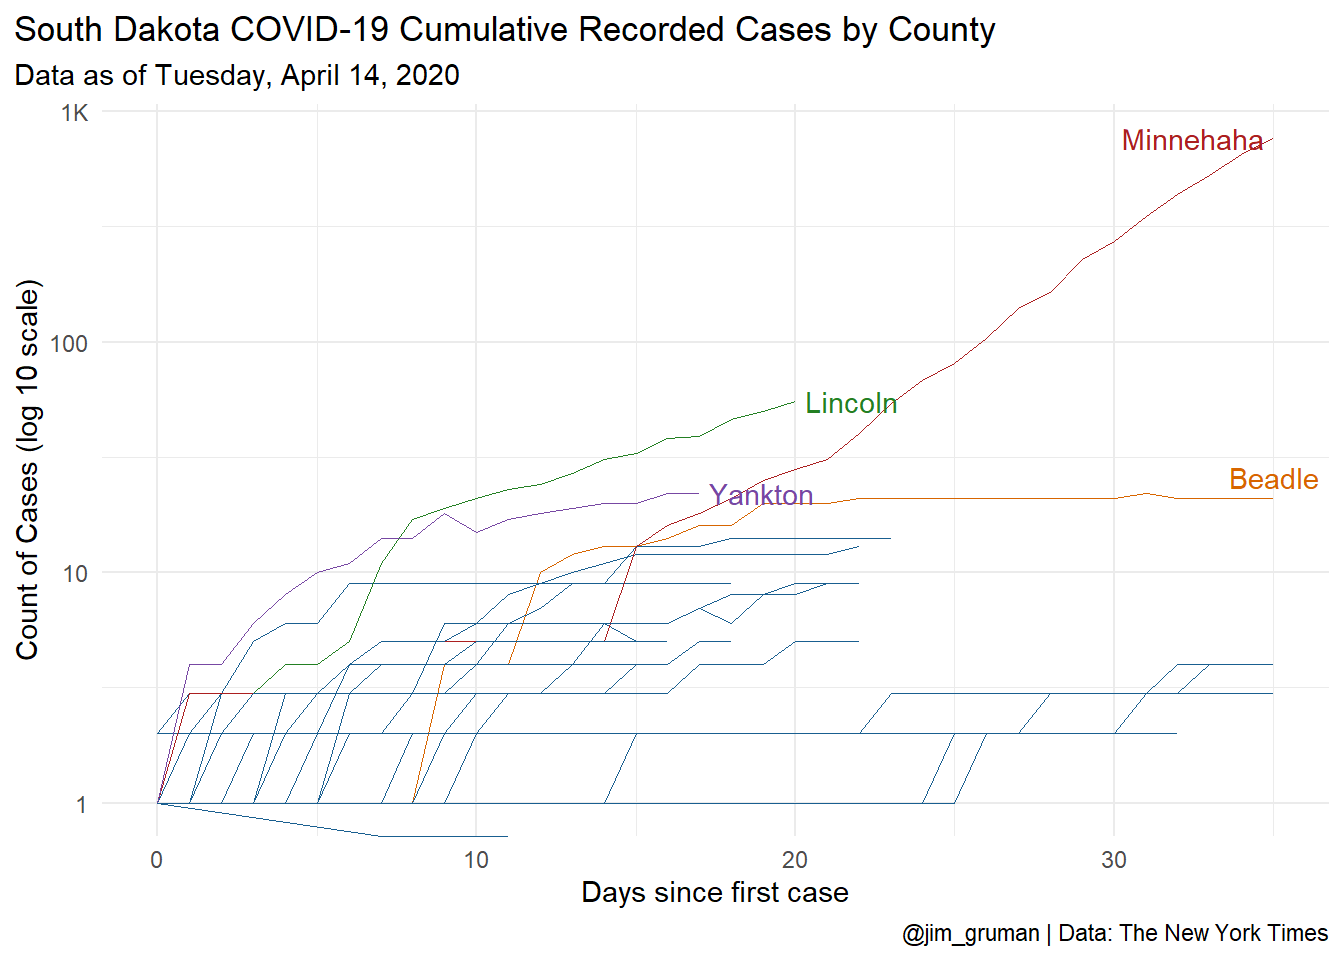 South Dakota COVID-19 Cumulative Recorded Cases by County
Data as of Tuesday, April 14, 2020
1K
Minnehaha
Count of Cases (log 10 scale)
100
Lincoln
Beadle
Yankton
10
1
0 10 20 30
Days since first case
@jim_gruman | Data: The New York Times